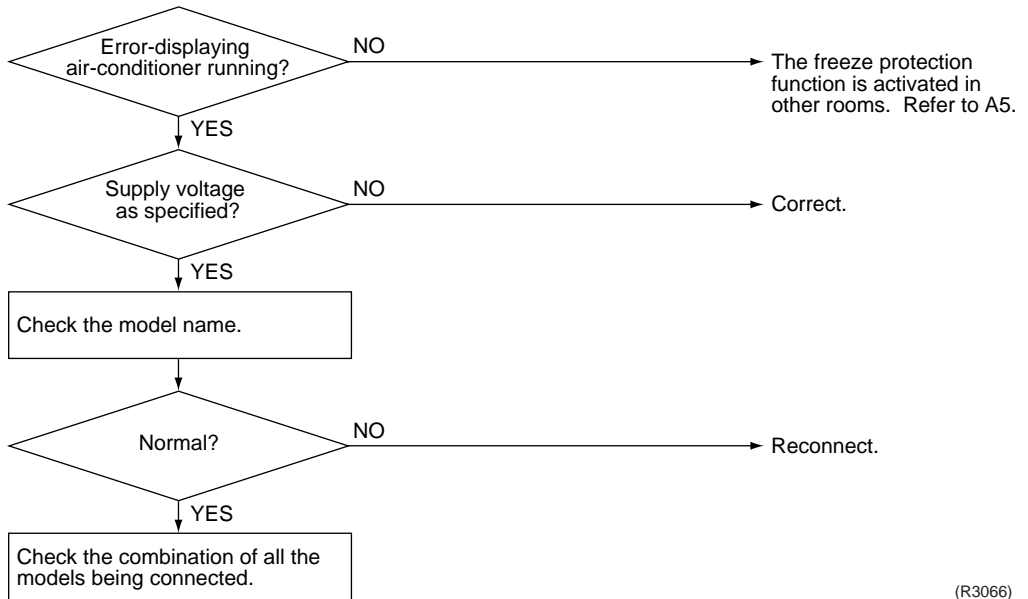 Error-displaying
air-conditioner running?
NO
The freeze protection
function is activated in
other rooms.  Refer to A5.
YES
Supply voltage
as specified?
NO
Correct.
YES
Check the model name.
Normal?
NO
Reconnect.
YES
Check the combination of all the
models being connected.
(R3066)